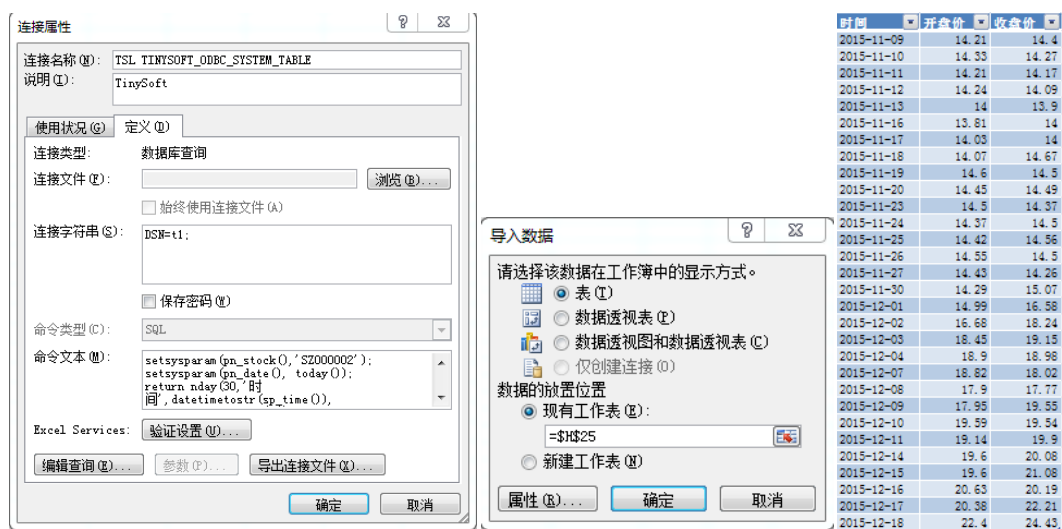 连接属性
连接名称(N): TSL TINYSOFT_ODBC_SYSTEM_TABLE
说明(I): TinySoft
使用状况(G) 定义(D)
连接类型: 数据库查询
连接文件(F): 浏览(B)...
始终使用连接文件(A)
连接字符串(S): DSN=t1;
保存密码(W)
命令类型(C): SQL
命令文本(M): setsysparam(pn_stock(),'SZ000002');
setsysparam(pn_date(), today());
return nday(30,'时
间',datetimetostr(sp_time()),
Excel Services: 验证设置(U)...
编辑查询(E)... 参数(P)... 导出连接文件(X)...
确定 取消
导入数据
请选择该数据在工作簿中的显示方式。
表(T)
数据透视表(P)
数据透视图和数据透视表(C)
仅创建连接(O)
数据的放置位置
现有工作表(E):
=$H$25
新建工作表(N)
属性(R)... 确定 取消
时间 开盘价 收盘价
2015-11-09 14.21 14.4
2015-11-10 14.33 14.27
2015-11-11 14.21 14.17
2015-11-12 14.24 14.09
2015-11-13 14 13.9
2015-11-16 13.81 14
2015-11-17 14.03 14
2015-11-18 14.07 14.67
2015-11-19 14.6 14.5
2015-11-20 14.45 14.49
2015-11-23 14.5 14.37
2015-11-24 14.37 14.5
2015-11-25 14.42 14.56
2015-11-26 14.55 14.5
2015-11-27 14.43 14.26
2015-11-30 14.29 15.07
2015-12-01 14.99 16.58
2015-12-02 16.68 18.24
2015-12-03 18.45 19.15
2015-12-04 18.9 18.98
2015-12-07 18.82 18.02
2015-12-08 17.9 17.77
2015-12-09 17.95 19.55
2015-12-10 19.59 19.54
2015-12-11 19.14 19.9
2015-12-14 19.6 20.08
2015-12-15 19.6 21.08
2015-12-16 20.63 20.19
2015-12-17 20.38 22.21
2015-12-18 22.4 24.43